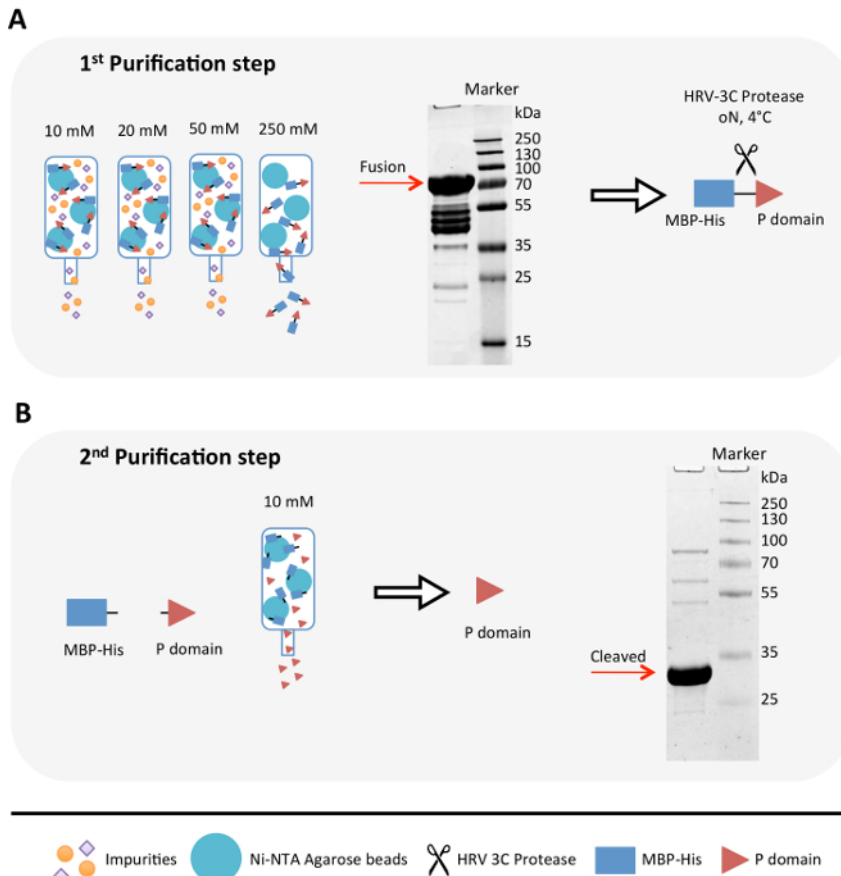 A
1st Purification step
10 mM 20 mM 50 mM 250 mM
Marker
kDa
250
130
100
70
55
35
25
15
Fusion
HRV-3C Protease
oN, 4°C
MBP-His P domain
B
2nd Purification step
10 mM
MBP-His P domain
P domain
Marker
kDa
250
130
100
70
55
35
25
Cleaved
Impurities Ni-NTA Agarose beads HRV 3C Protease MBP-His P domain